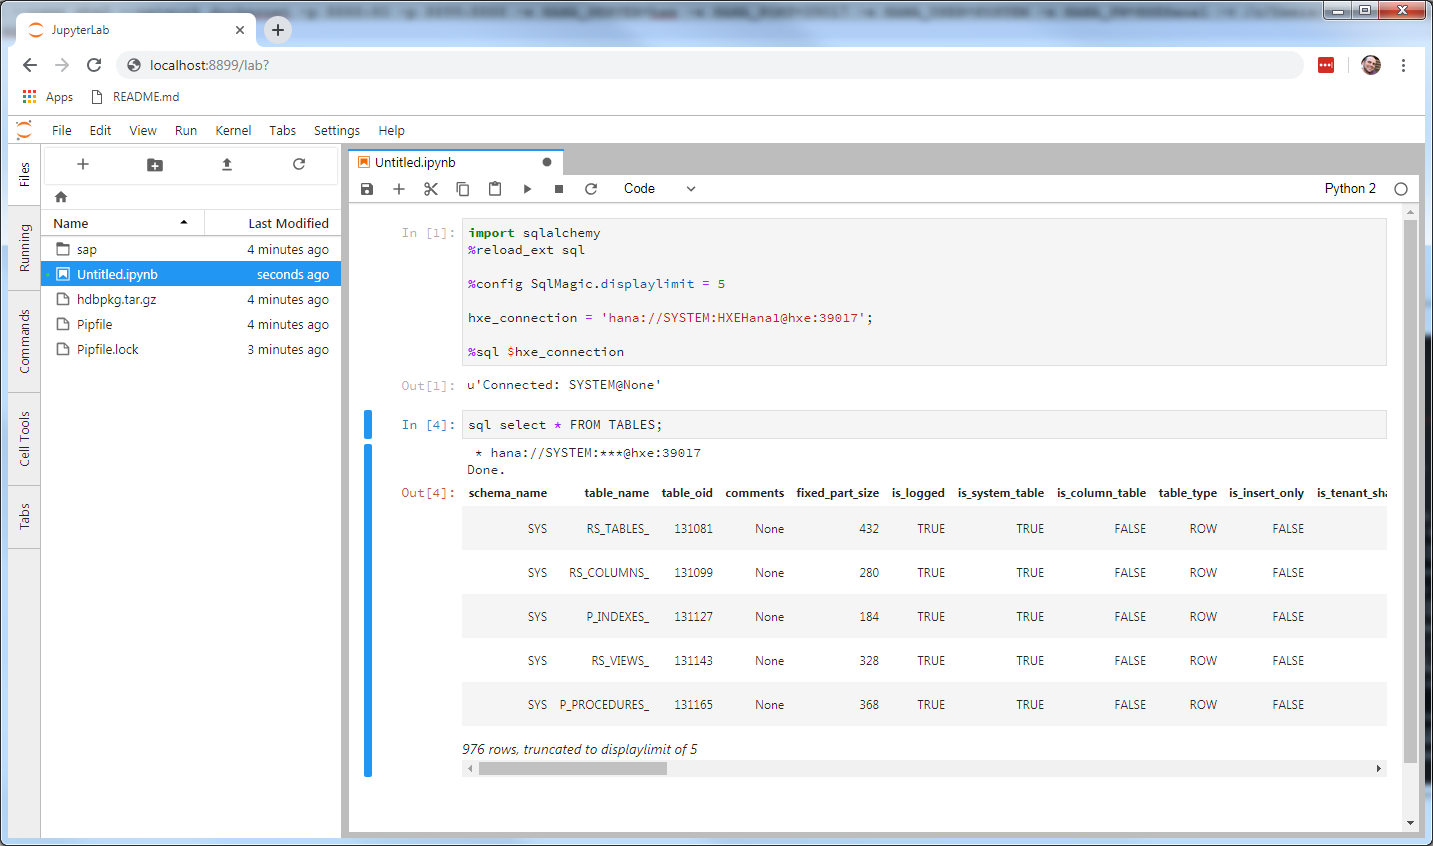 JupyterLab
localhost:8899/lab?
Apps README.md
File Edit View Run Kernel Tabs Settings Help
Files
Running
Commands
Cell Tools
Tabs
Name Last Modified
sap 4 minutes ago
Untitled.ipynb seconds ago
hdbpkg.tar.gz 4 minutes ago
Pipfile 4 minutes ago
Pipfile.lock 3 minutes ago
Untitled.ipynb
Code Python 2
In [1]: import sqlalchemy
%reload_ext sql
%config SqlMagic.displaylimit = 5
hxe_connection = 'hana://SYSTEM:HXEHana1@hxe:39017';
%sql $hxe_connection
Out[1]: u'Connected: SYSTEM@None'
In [4]: sql select * FROM TABLES;
* hana://SYSTEM:***@hxe:39017
Done.
Out[4]: schema_name table_name table_oid comments fixed_part_size is_logged is_system_table is_column_table table_type is_insert_only is_tenant_sha
SYS RS_TABLES_ 131081 None 432 TRUE TRUE FALSE ROW FALSE
SYS RS_COLUMNS_ 131099 None 280 TRUE TRUE FALSE ROW FALSE
SYS P_INDEXES_ 131127 None 184 TRUE TRUE FALSE ROW FALSE
SYS RS_VIEWS_ 131143 None 328 TRUE TRUE FALSE ROW FALSE
SYS P_PROCEDURES_ 131165 None 368 TRUE TRUE FALSE ROW FALSE
976 rows, truncated to displaylimit of 5